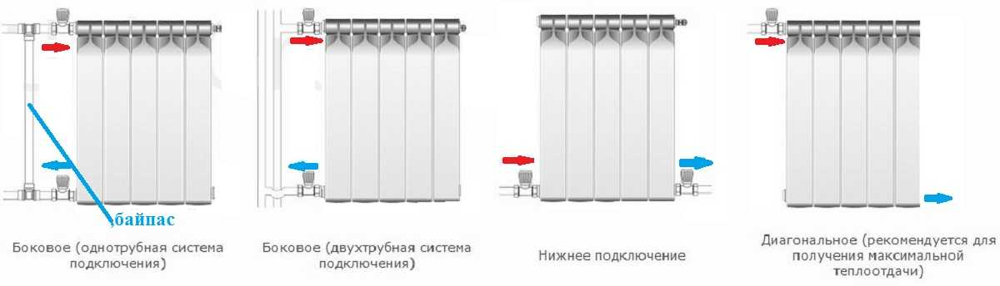 байпас
Боковое (однотрубная система
подключения)
Боковое (двухтрубная система
подключения)
Нижнее подключение
Диагональное (рекомендуется для
получения максимальной
теплоотдачи)